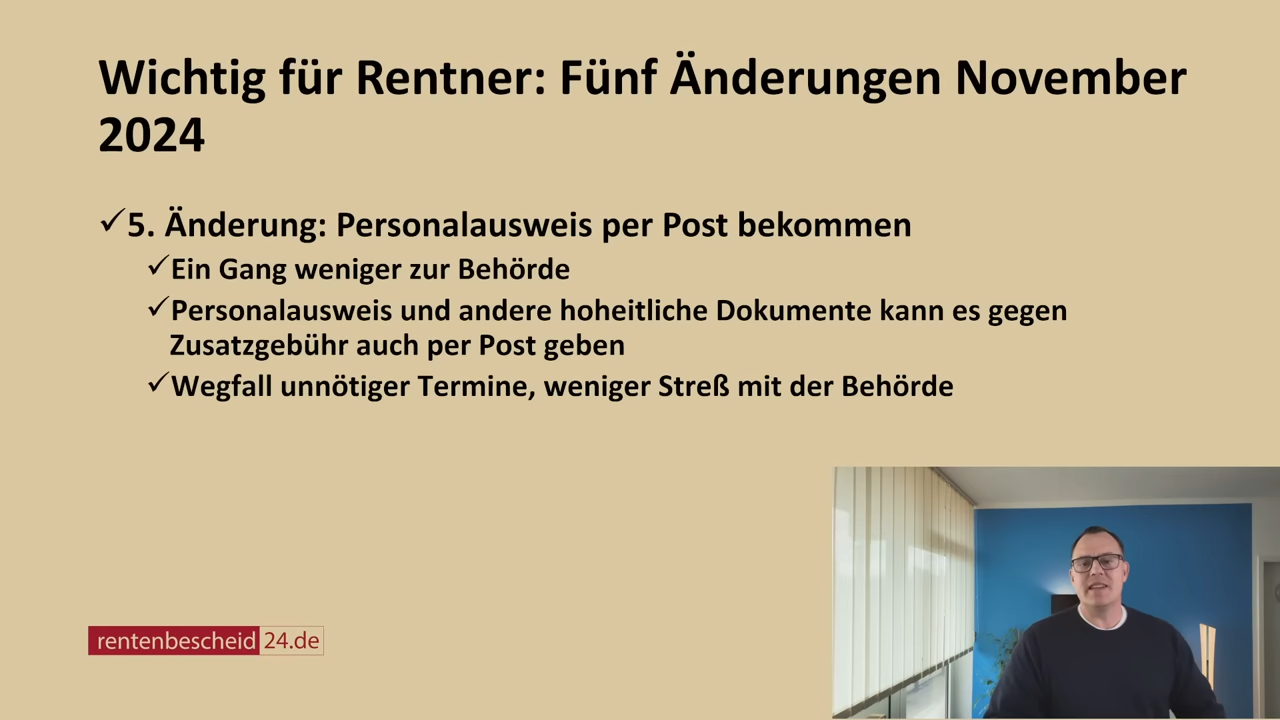 Wichtig für Rentner: Fünf Änderungen November
2024
✓5. Änderung: Personalausweis per Post bekommen
✓Ein Gang weniger zur Behörde
✓Personalausweis und andere hoheitliche Dokumente kann es gegen
Zusatzgebühr auch per Post geben
✓Wegfall unnötiger Termine, weniger Streß mit der Behörde
rentenbescheid 24.de